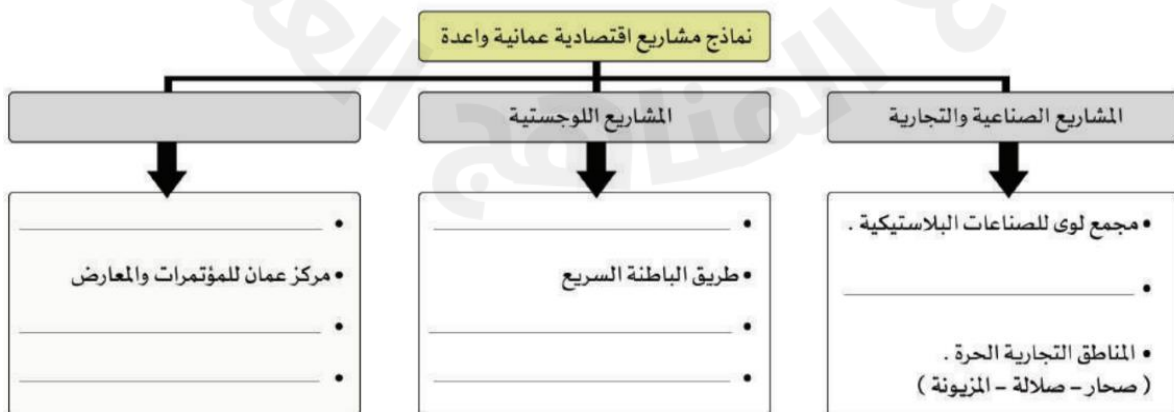 نماذج مشاريع اقتصادية عمانية واعدة
المشاريع الصناعية والتجارية
• مجمع لوى للصناعات البلاستيكية .
•
• المناطق التجارية الحرة .
( صحار – صلالة – المزيونة )
المشاريع اللوجستية
•
• طريق الباطنة السريع
•
•
•
• مركز عمان للمؤتمرات والمعارض
•
•